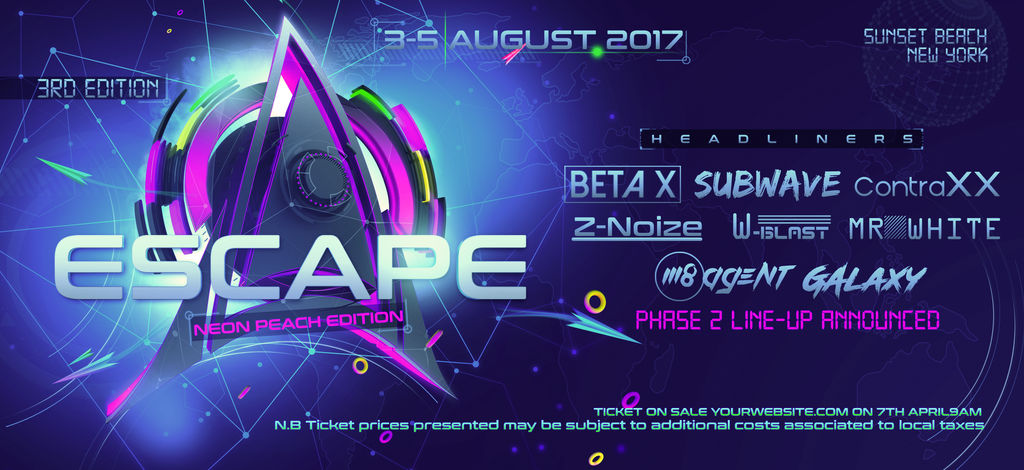 3-5 AUGUST 2017
SUNSET BEACH
NEW YORK
3RD EDITION
HEADLINERS
BETA X SUBWAVE ContraXX
Z-Noize W-BLAST MR WHITE
m8agent GALAXY
ESCAPE
NEON PEACH EDITION
PHASE 2 LINE-UP ANNOUNCED
TICKET ON SALE YOURWEBSITE.COM ON 7TH APRIL9AM
N.B Ticket prices presented may be subject to additional costs associated to local taxes